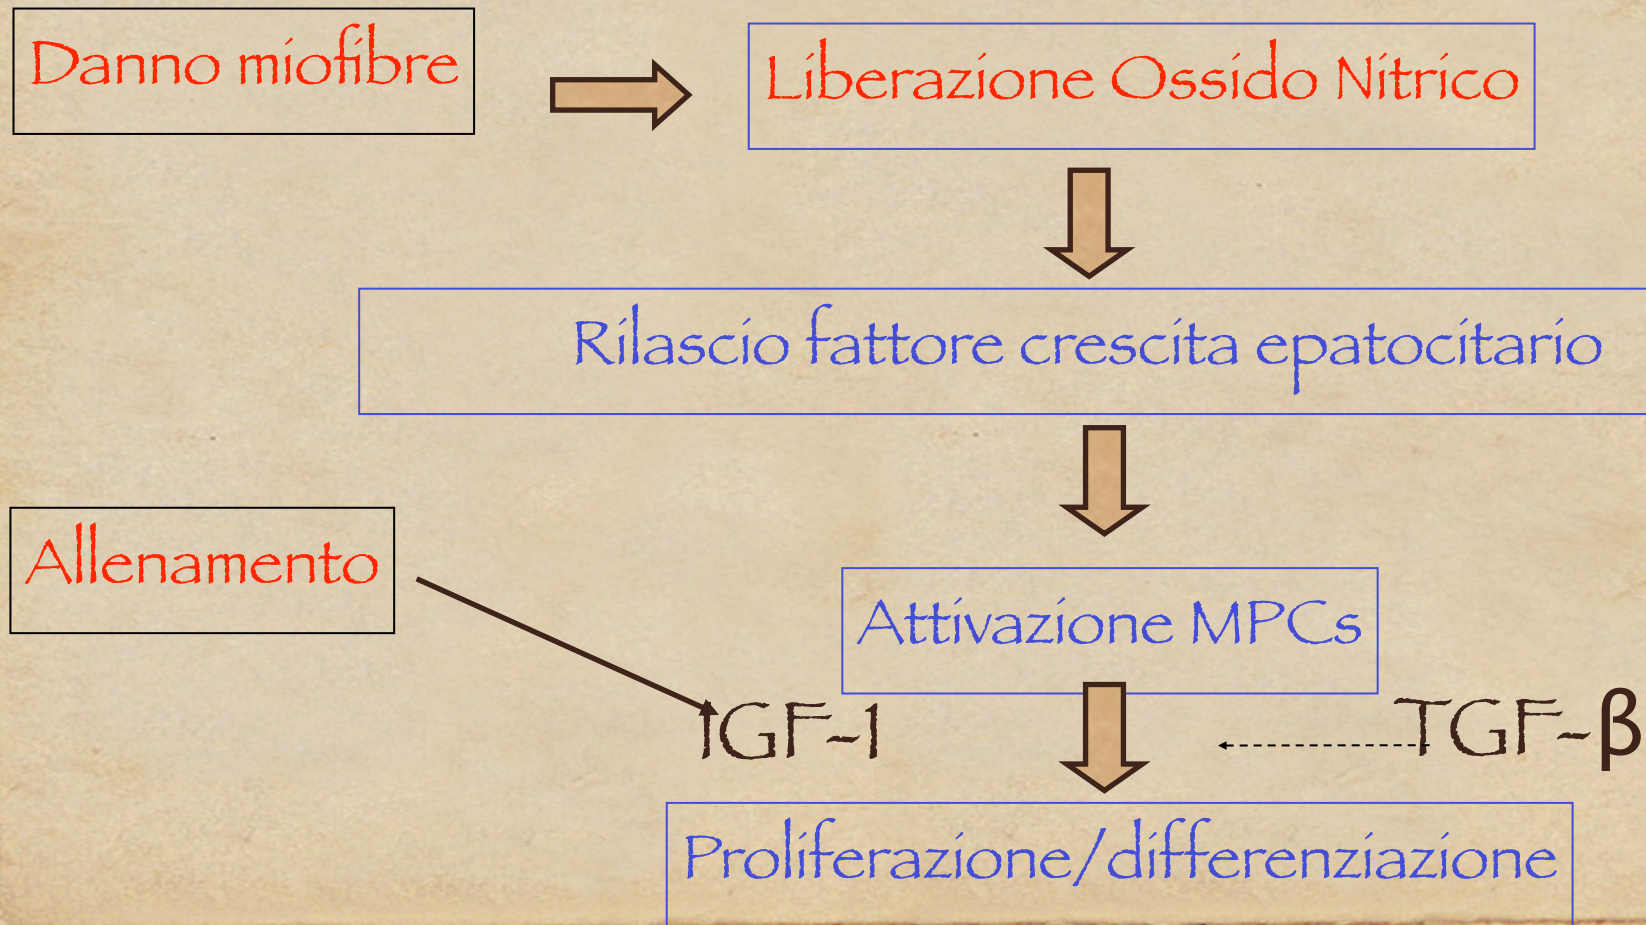 Danno miofibre
Liberazione Ossido Nitrico
Rilascio fattore crescita epatocitario
Allenamento
Attivazione MPCs
IGF-1
TGF-β
Proliferazione/differenziazione